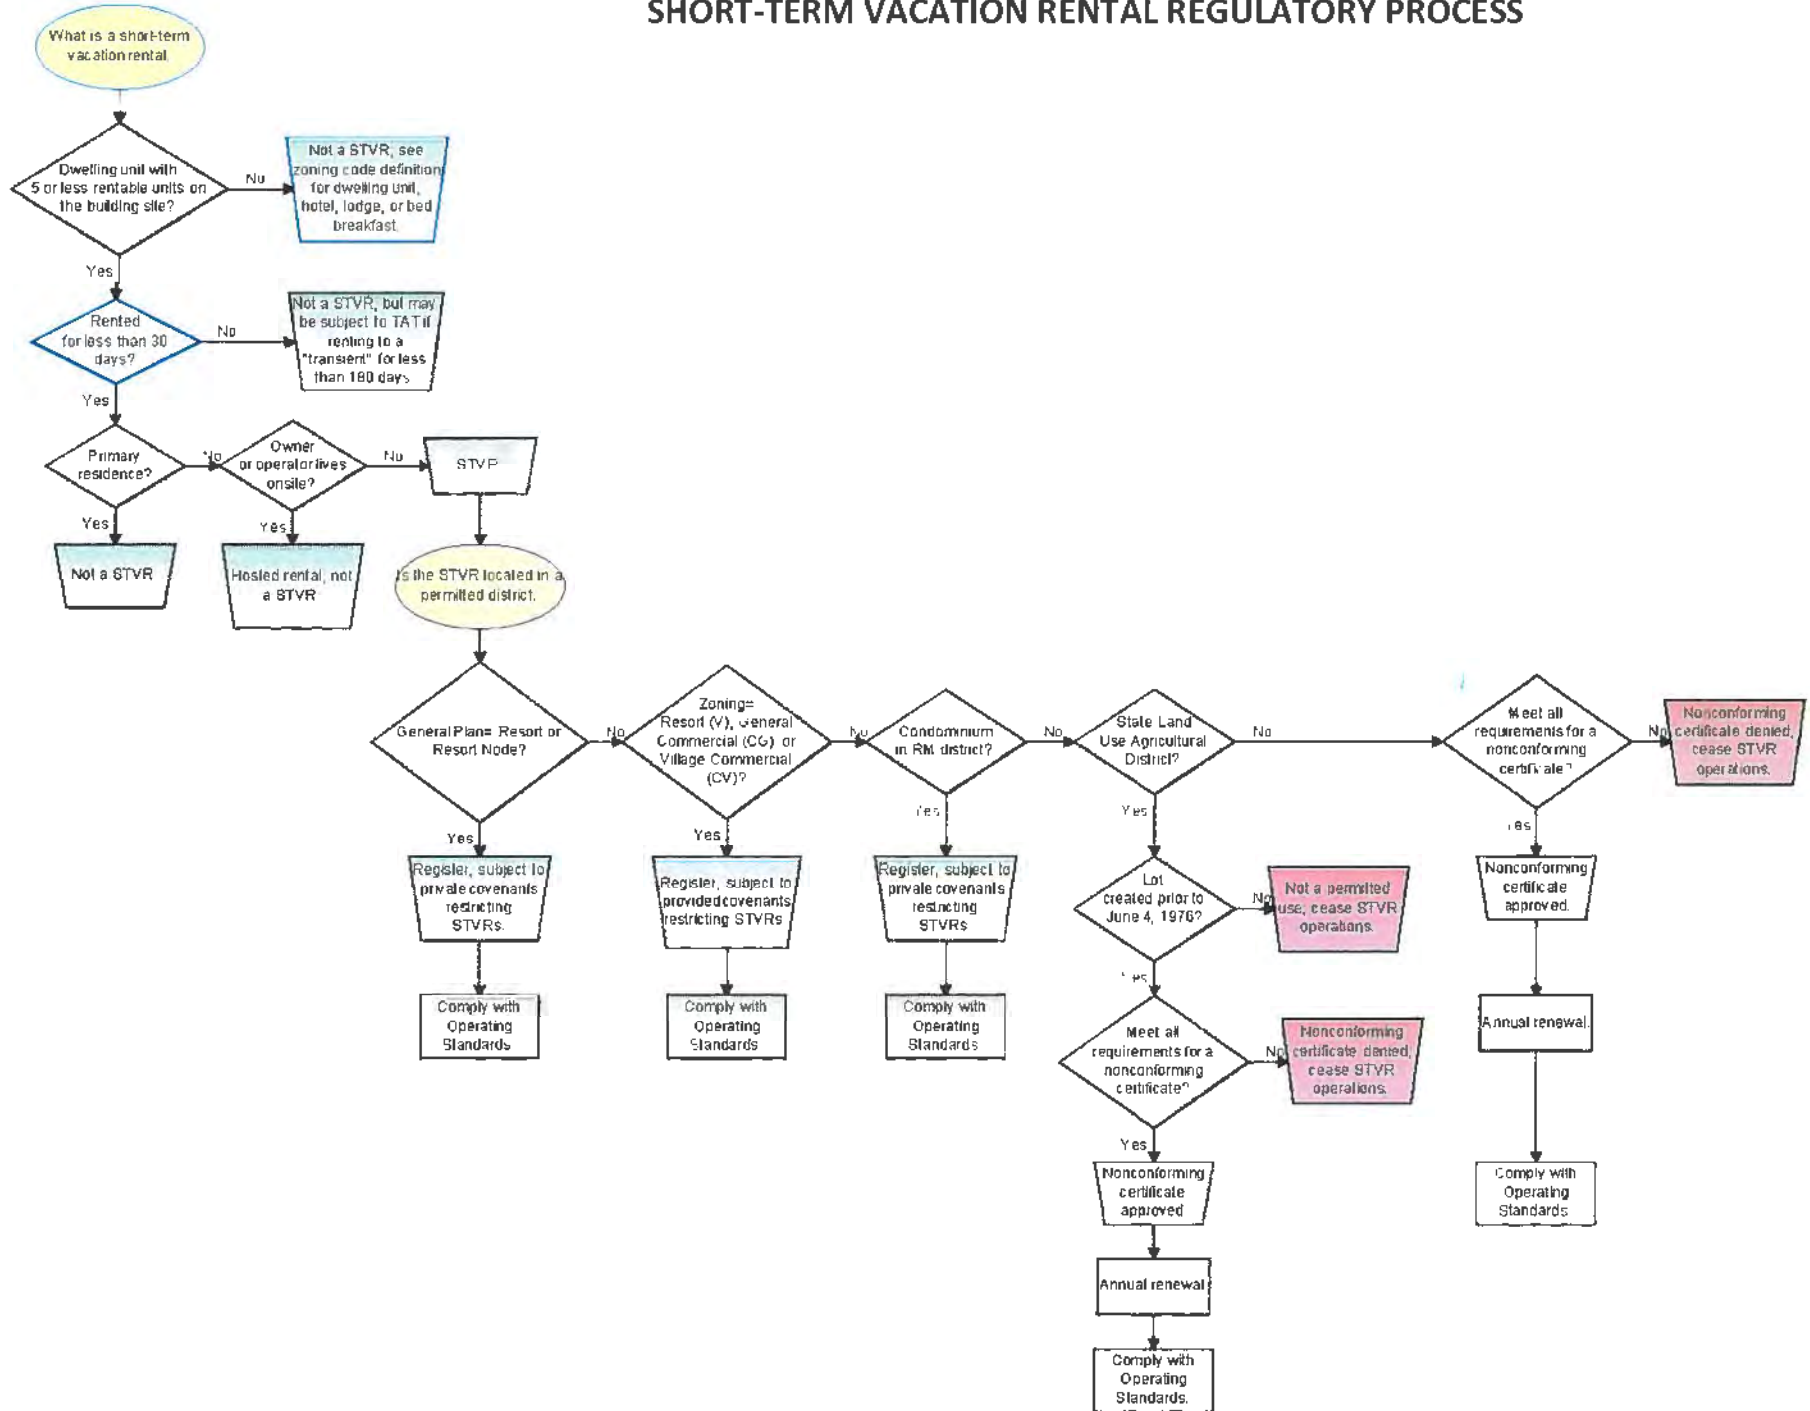 SHORT-TERM VACATION RENTAL REGULATORY PROCESS
What is a short-term
vacation rental.
Dwelling unit with
5 or less rentable units on
the building site?
No
Not a STVR, see
zoning code definition
for dwelling unit,
hotel, lodge, or bed
breakfast.
Yes
Rented
for less than 30
days?
No
Not a STVR, but may
be subject to TAT if
renting to a
"transient" for less
than 180 days
Yes
Primary
residence?
No
Owner
or operator lives
onsite?
No
STVR
Yes
Not a STVR
Yes
Hosted rental, not
a STVR
Is the STVR located in a
permitted district.
General Plan= Resort or
Resort Node?
No
Zoning=
Resort (V), General
Commercial (CG) or
Village Commercial
(CV)?
No
Condominium
in RM district?
No
State Land
Use Agricultural
District?
No
Meet all
requirements for a
nonconforming
certificate?
No
Nonconforming
certificate denied,
cease STVR
operations.
Yes
Register, subject to
private covenants
restricting
STVRs.
Comply with
Operating
Standards
Yes
Register, subject to
provided covenants
restricting STVRs
Comply with
Operating
Standards
Yes
Register, subject to
private covenants
restricting
STVRs
Comply with
Operating
Standards
Yes
Lot
created prior to
June 4, 1976?
No
Not a permitted
use, cease STVR
operations.
Yes
Meet all
requirements for a
nonconforming
certificate?
No
Nonconforming
certificate denied,
cease STVR
operations.
Yes
Nonconforming
certificate
approved
Annual renewal
Comply with
Operating
Standards.
Yes
Nonconforming
certificate
approved.
Annual renewal.
Comply with
Operating
Standards